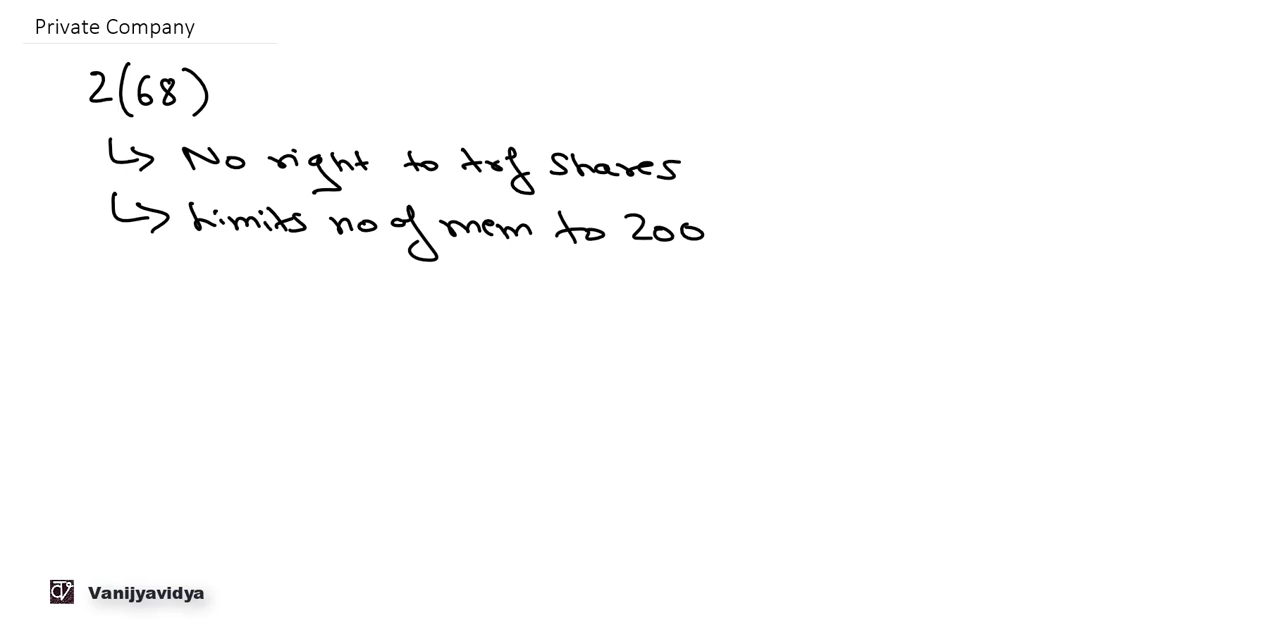 Private Company
2(68)
↳ No right to trf shares
↳ Limits no of mem to 200
Vanijyavidya